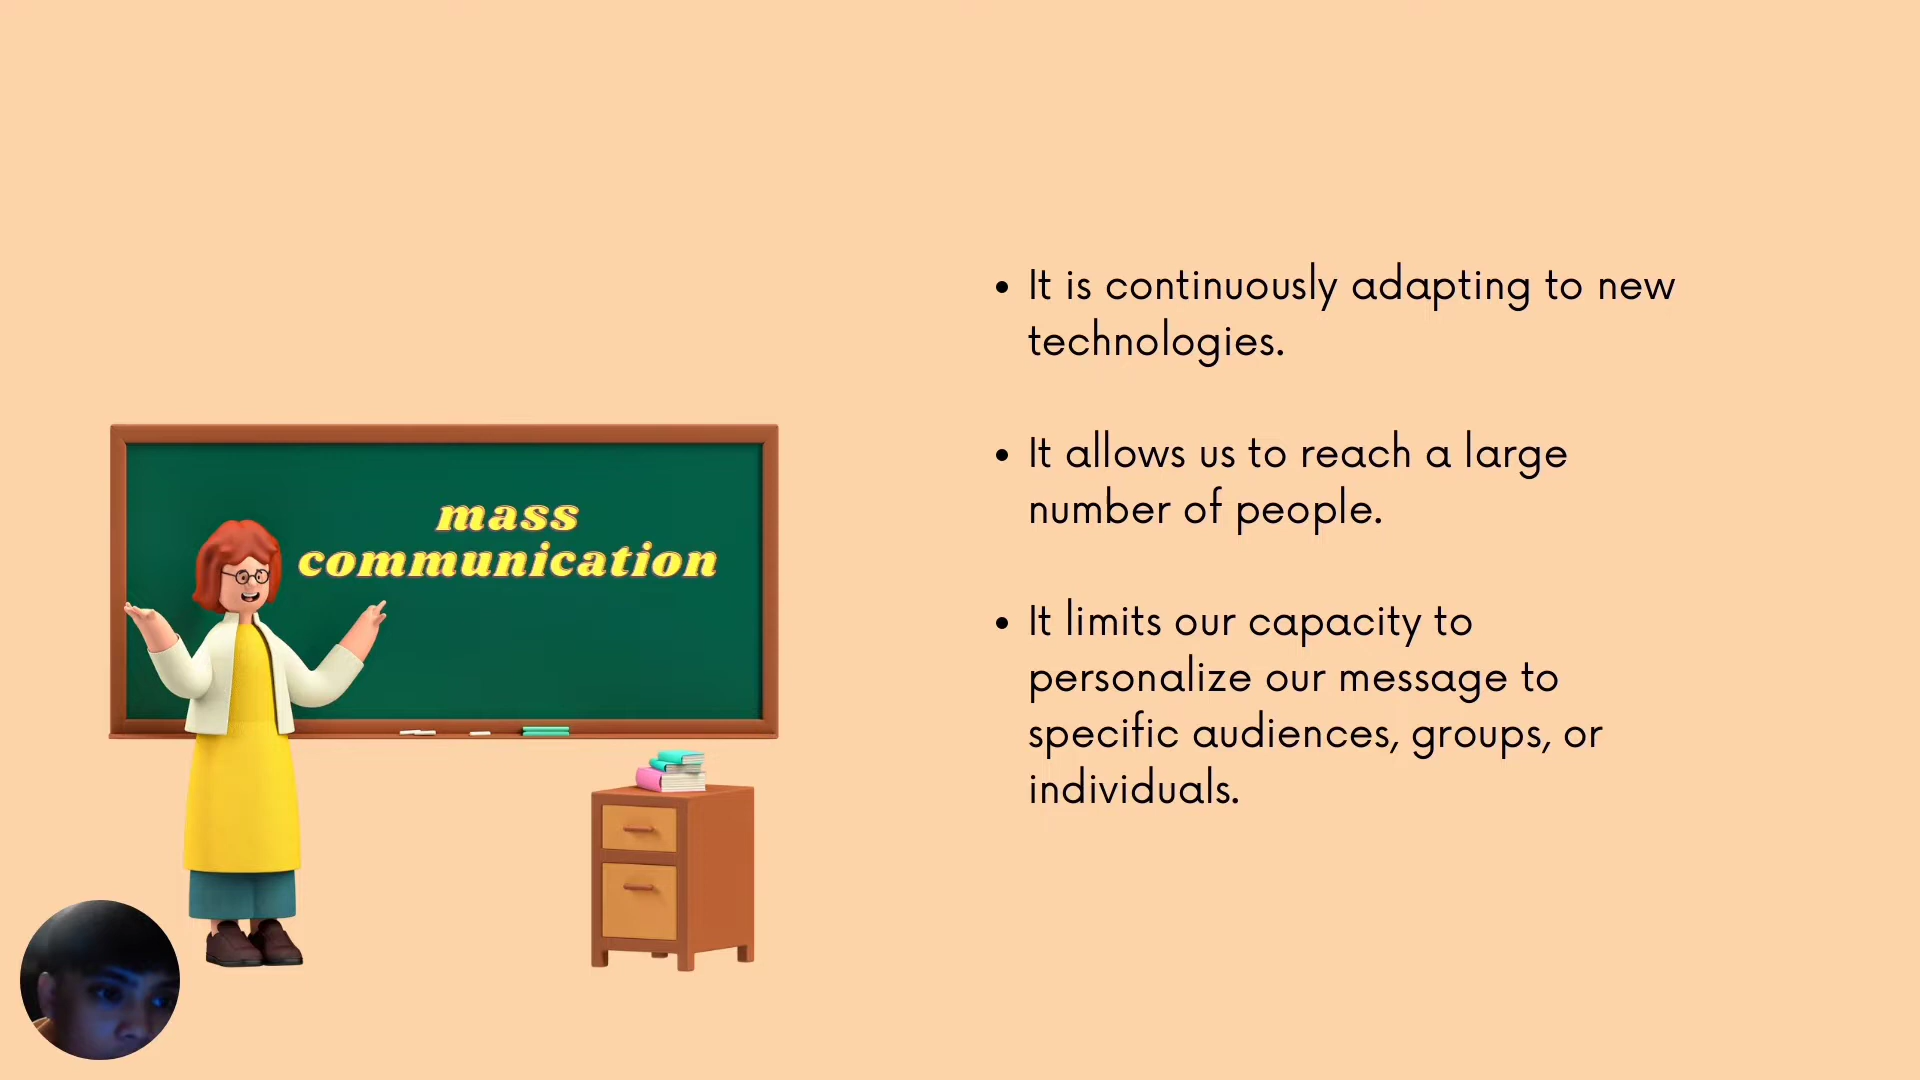 mass
communication
• It is continuously adapting to new
technologies.
• It allows us to reach a large
number of people.
• It limits our capacity to
personalize our message to
specific audiences, groups, or
individuals.